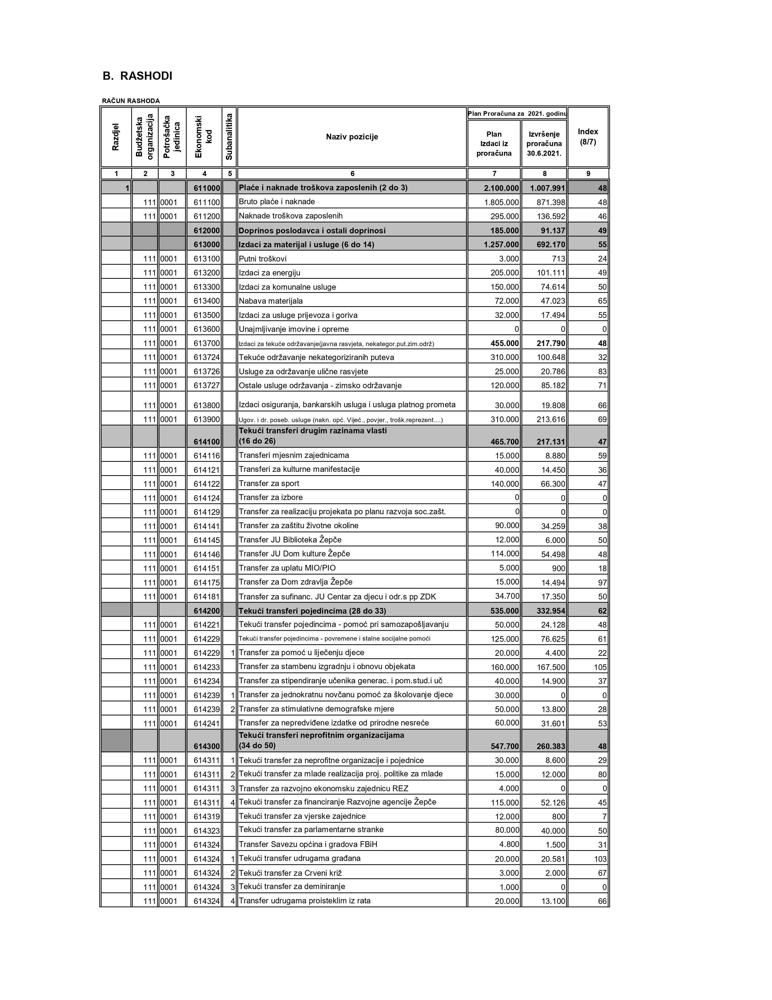 B. RASHODI
RAČUN RASHODA
Razdjel
Budžetska organizacija
Potrošačka jedinica
Ekonomski kod
Subanalitika
Naziv pozicije
Plan Proračuna za 2021. godinu
Plan Izdaci iz proračuna
Izvršenje proračuna 30.6.2021.
Index (8/7)
1 2 3 4 5 6 7 8 9
1 611000 Plaće i naknade troškova zaposlenih (2 do 3) 2.100.000 1.007.991 48
111 0001 611100 Bruto plaće i naknade 1.805.000 871.398 48
111 0001 611200 Naknade troškova zaposlenih 295.000 136.592 46
612000 Doprinos poslodavca i ostali doprinosi 185.000 91.137 49
613000 Izdaci za materijal i usluge (6 do 14) 1.257.000 692.170 55
111 0001 613100 Putni troškovi 3.000 713 24
111 0001 613200 Izdaci za energiju 205.000 101.111 49
111 0001 613300 Izdaci za komunalne usluge 150.000 74.614 50
111 0001 613400 Nabava materijala 72.000 47.023 65
111 0001 613500 Izdaci za usluge prijevoza i goriva 32.000 17.494 55
111 0001 613600 Unajmljivanje imovine i opreme 0 0 0
111 0001 613700 Izdaci za tekuće održavanje(javna rasvjeta, nekategor.put.zim.održ) 455.000 217.790 48
111 0001 613724 Tekuće održavanje nekategoriziranih puteva 310.000 100.648 32
111 0001 613726 Usluge za održavanje ulične rasvjete 25.000 20.786 83
111 0001 613727 Ostale usluge održavanja - zimsko održavanje 120.000 85.182 71
111 0001 613800 Izdaci osiguranja, bankarskih usluga i usluga platnog prometa 30.000 19.808 66
111 0001 613900 Ugov. i dr. poseb. usluge (nakn. opć. Vijeć., povjer., trošk.reprezent....) 310.000 213.616 69
Tekući transferi drugim razinama vlasti
614100 (16 do 26) 465.700 217.131 47
111 0001 614116 Transferi mjesnim zajednicama 15.000 8.880 59
111 0001 614121 Transferi za kulturne manifestacije 40.000 14.450 36
111 0001 614122 Transfer za sport 140.000 66.300 47
111 0001 614124 Transfer za izbore 0 0 0
111 0001 614129 Transfer za realizaciju projekata po planu razvoja soc.zašt. 0 0 0
111 0001 614141 Transfer za zaštitu životne okoline 90.000 34.259 38
111 0001 614145 Transfer JU Biblioteka Žepče 12.000 6.000 50
111 0001 614146 Transfer JU Dom kulture Žepče 114.000 54.498 48
111 0001 614151 Transfer za uplatu MIO/PIO 5.000 900 18
111 0001 614175 Transfer za Dom zdravlja Žepče 15.000 14.494 97
111 0001 614181 Transfer za sufinanc. JU Centar za djecu i odr.s pp ZDK 34.700 17.350 50
614200 Tekući transferi pojedincima (28 do 33) 535.000 332.954 62
111 0001 614221 Tekući transfer pojedincima - pomoć pri samozapošljavanju 50.000 24.128 48
111 0001 614229 Tekući transfer pojedincima - povremene i stalne socijalne pomoći 125.000 76.625 61
111 0001 614229 1 Transfer za pomoć u liječenju djece 20.000 4.400 22
111 0001 614233 Transfer za stambenu izgradnju i obnovu objekata 160.000 167.500 105
111 0001 614234 Transfer za stipendiranje učenika generac. i pom.stud.i uč 40.000 14.900 37
111 0001 614239 1 Transfer za jednokratnu novčanu pomoć za školovanje djece 30.000 0 0
111 0001 614239 2 Transfer za stimulativne demografske mjere 50.000 13.800 28
111 0001 614241 Transfer za nepredviđene izdatke od prirodne nesreće 60.000 31.601 53
Tekući transferi neprofitnim organizacijama
614300 (34 do 50) 547.700 260.383 48
111 0001 614311 1 Tekući transfer za neprofitne organizacije i pojednice 30.000 8.600 29
111 0001 614311 2 Tekući transfer za mlade realizacija proj. politike za mlade 15.000 12.000 80
111 0001 614311 3 Transfer za razvojno ekonomsku zajednicu REZ 4.000 0 0
111 0001 614311 4 Tekući transfer za financiranje Razvojne agencije Žepče 115.000 52.126 45
111 0001 614319 Tekući transfer za vjerske zajednice 12.000 800 7
111 0001 614323 Tekući transfer za parlamentarne stranke 80.000 40.000 50
111 0001 614324 Transfer Savezu općina i gradova FBiH 4.800 1.500 31
111 0001 614324 1 Tekući transfer udrugama građana 20.000 20.581 103
111 0001 614324 2 Tekući transfer za Crveni križ 3.000 2.000 67
111 0001 614324 3 Tekući transfer za deminiranje 1.000 0 0
111 0001 614324 4 Transfer udrugama proisteklim iz rata 20.000 13.100 66